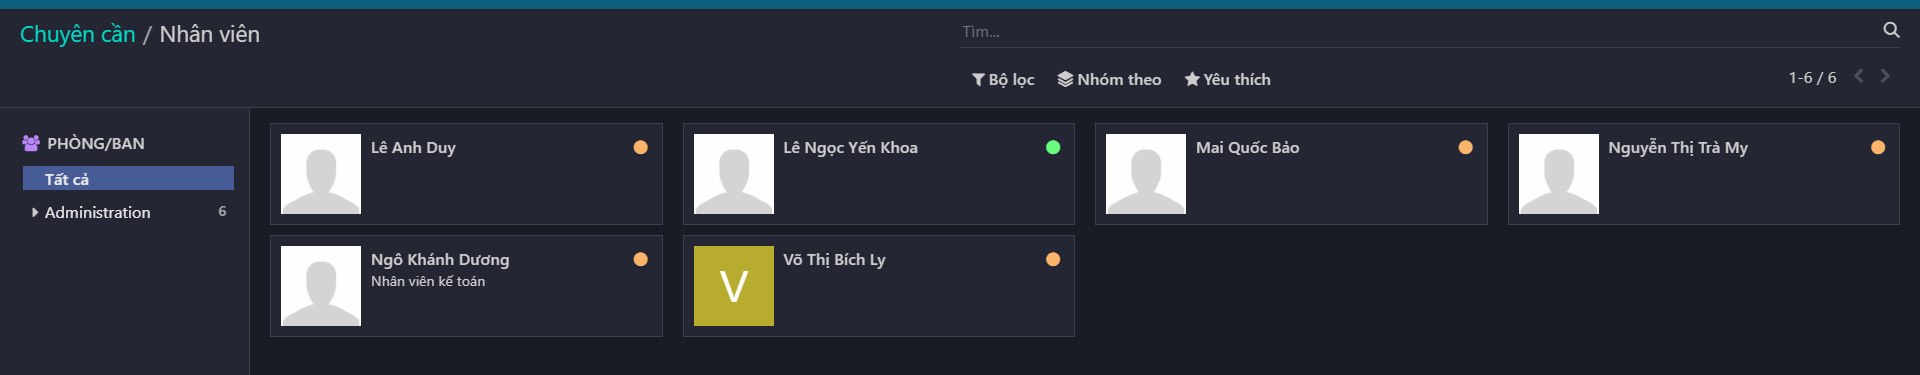 Chuyên cần / Nhân viên
Tìm...
Bộ lọc Nhóm theo Yêu thích
1-6 / 6
PHÒNG/BAN
Tất cả
Administration 6
Lê Anh Duy
Lê Ngọc Yến Khoa
Mai Quốc Bảo
Nguyễn Thị Trà My
Ngô Khánh Dương
Nhân viên kế toán
V
Võ Thị Bích Ly